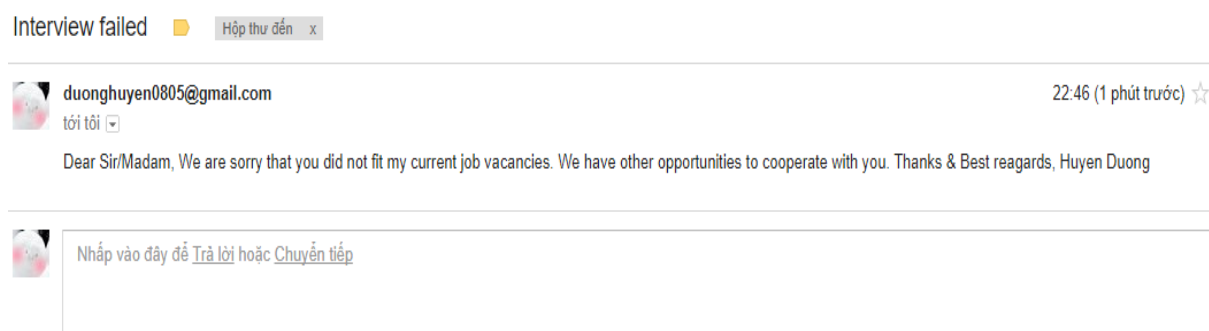 Interview failed Hộp thư đến x
duonghuyen0805@gmail.com 22:46 (1 phút trước)
tới tôi
Dear Sir/Madam, We are sorry that you did not fit my current job vacancies. We have other opportunities to cooperate with you. Thanks & Best reagards, Huyen Duong
Nhấp vào đây để Trả lời hoặc Chuyển tiếp